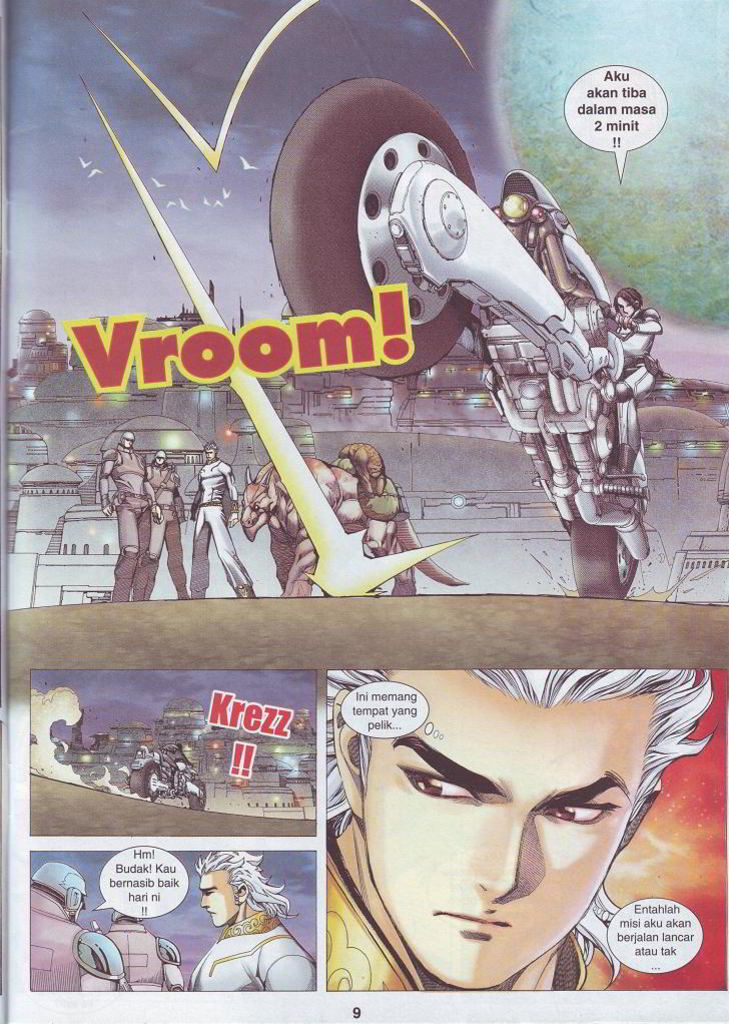 Aku
akan tiba
dalam masa
2 minit
!!
Vroom!
Krezz
!!
Ini memang
tempat yang
pelik...
Hm!
Budak! Kau
bernasib baik
hari ni
!!
Entahlah
misi aku akan
berjalan lancar
atau tak
...
9